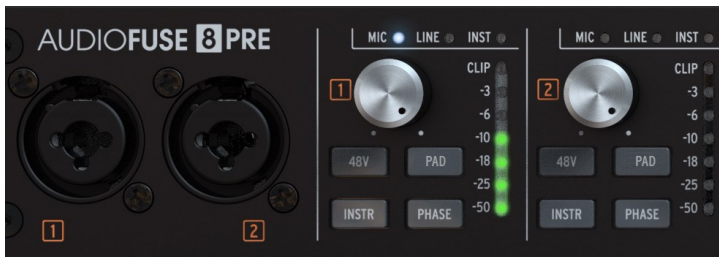 AUDIOFUSE 8 PRE
1
2
MIC LINE INST
1
CLIP
-3
-6
-10
48V PAD -18
-25
INSTR PHASE -50
MIC LINE INST
2
CLIP
-3
-6
-10
48V PAD -18
-25
INSTR PHASE -50